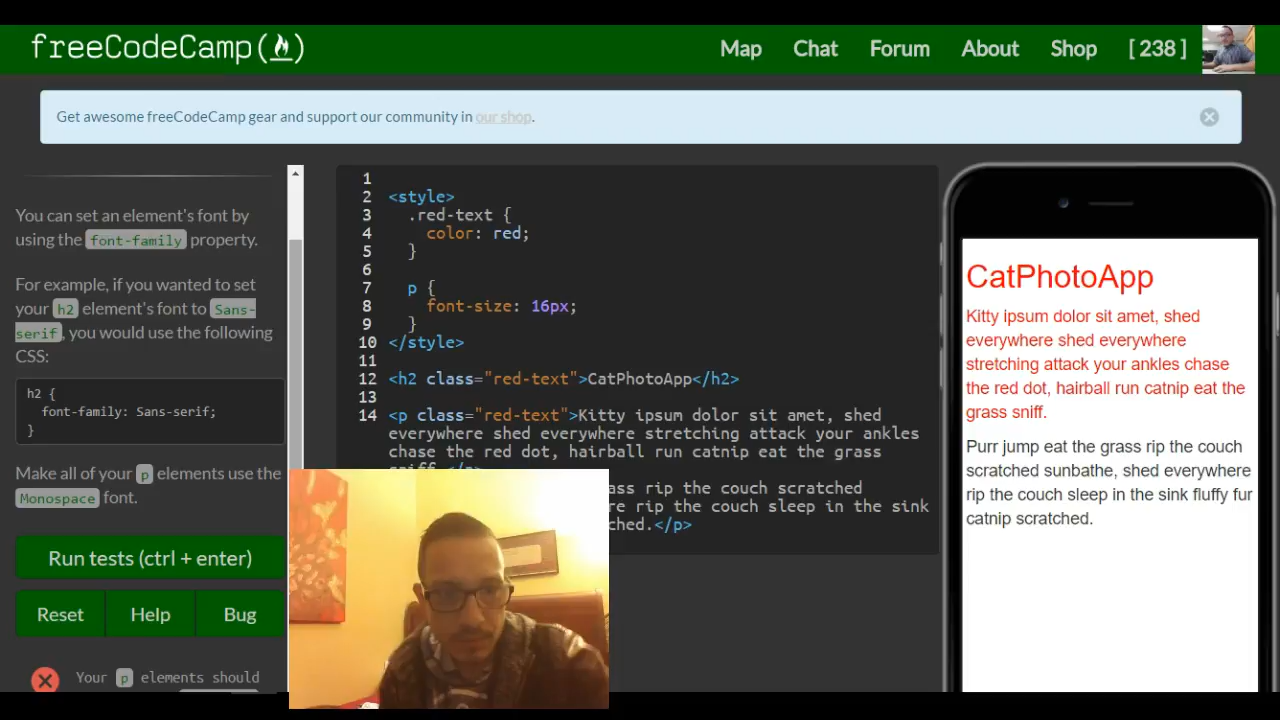 freeCodeCamp(🔥)
Map Chat Forum About Shop [ 238 ]
Get awesome freeCodeCamp gear and support our community in our shop.
You can set an element's font by
using the font-family property.
For example, if you wanted to set
your h2 element's font to Sans-
serif, you would use the following
CSS:
h2 {
font-family: Sans-serif;
}
Make all of your p elements use the
Monospace font.
Run tests (ctrl + enter)
Reset Help Bug
Your p elements should
1
2 <style>
3 .red-text {
4 color: red;
5 }
6
7 p {
8 font-size: 16px;
9 }
10 </style>
11
12 <h2 class="red-text">CatPhotoApp</h2>
13
14 <p class="red-text">Kitty ipsum dolor sit amet, shed
everywhere shed everywhere stretching attack your ankles
chase the red dot, hairball run catnip eat the grass
sniff.</p>
ass rip the couch scratched
re rip the couch sleep in the sink
ched.</p>
CatPhotoApp
Kitty ipsum dolor sit amet, shed
everywhere shed everywhere
stretching attack your ankles chase
the red dot, hairball run catnip eat the
grass sniff.
Purr jump eat the grass rip the couch
scratched sunbathe, shed everywhere
rip the couch sleep in the sink fluffy fur
catnip scratched.